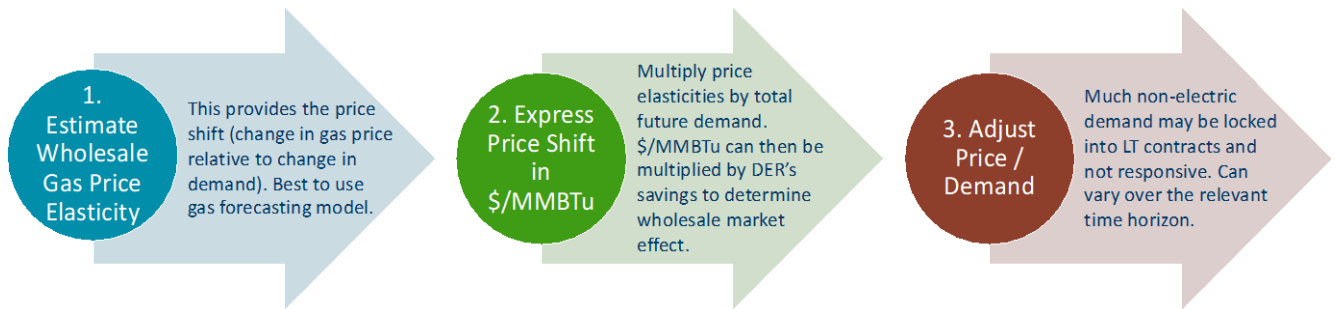 1.
Estimate
Wholesale
Gas Price
Elasticity
This provides the price
shift (change in gas price
relative to change in
demand). Best to use
gas forecasting model.
2. Express
Price Shift
in
$/MMBTu
Multiply price
elasticities by total
future demand.
$/MMBTu can then be
multiplied by DER’s
savings to determine
wholesale market
effect.
3. Adjust
Price /
Demand
Much non-electric
demand may be locked
into LT contracts and
not responsive. Can
vary over the relevant
time horizon.